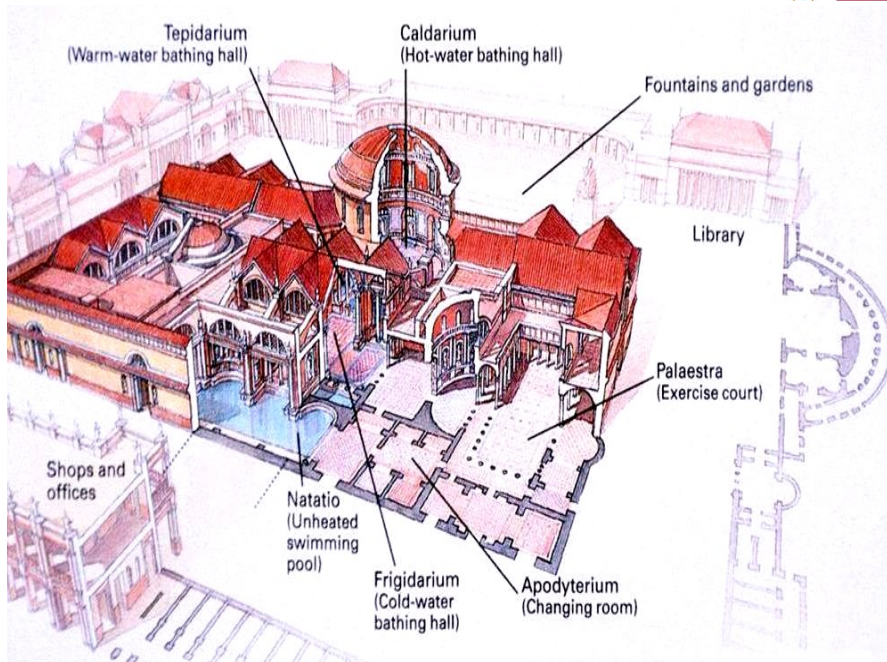 Tepidarium
(Warm-water bathing hall)
Caldarium
(Hot-water bathing hall)
Fountains and gardens
Library
Palaestra
(Exercise court)
Shops and
offices
Natatio
(Unheated
swimming
pool)
Frigidarium
(Cold-water
bathing hall)
Apodyterium
(Changing room)